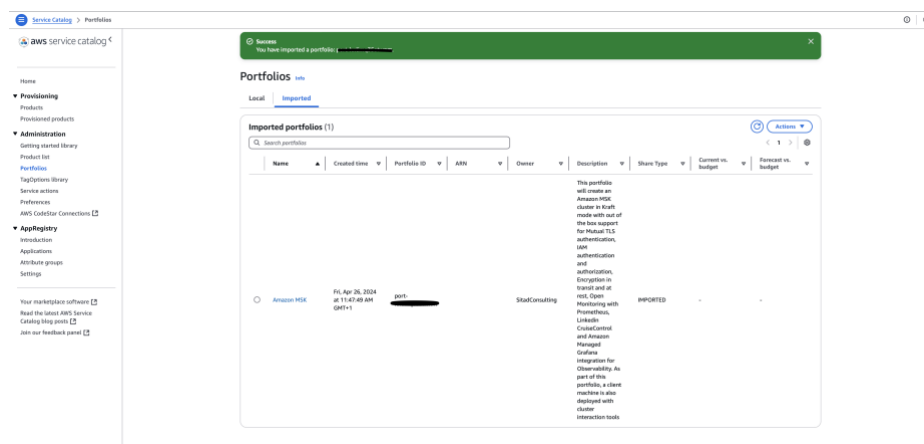 Service Catalog > Portfolios
aws service catalog
Success
You have imported a portfolio:
Portfolios Info
Local Imported
Home
Provisioning
Products
Provisioned products
Administration
Getting started library
Product list
Portfolios
TagOptions library
Service actions
Preferences
AWS CodeStar Connections
AppRegistry
Introduction
Applications
Attribute groups
Settings
Your marketplace software
Read the latest AWS Service
Catalog blog posts
Join our feedback panel
Imported portfolios (1)
Actions
Search portfolios
1
Name Created time Portfolio ID ARN Owner Description Share Type Current vs. budget Forecast vs. budget
Amazon MSK
Fri, Apr 26, 2024
at 11:47:49 AM
GMT+1
port-
SitadConsulting
This portfolio
will create an
Amazon MSK
cluster in Kraft
mode with out of
the box support
for Mutual TLS
authentication,
IAM
authentication
and
authorization,
Encryption in
transit and at
rest, Open
Monitoring with
Prometheus,
Linkedin
CruiseControl
and Amazon
Managed
Grafana
Integration for
Observability. As
part of this
portfolio, a client
machine is also
deployed with
cluster
interaction tools
IMPORTED
-
-